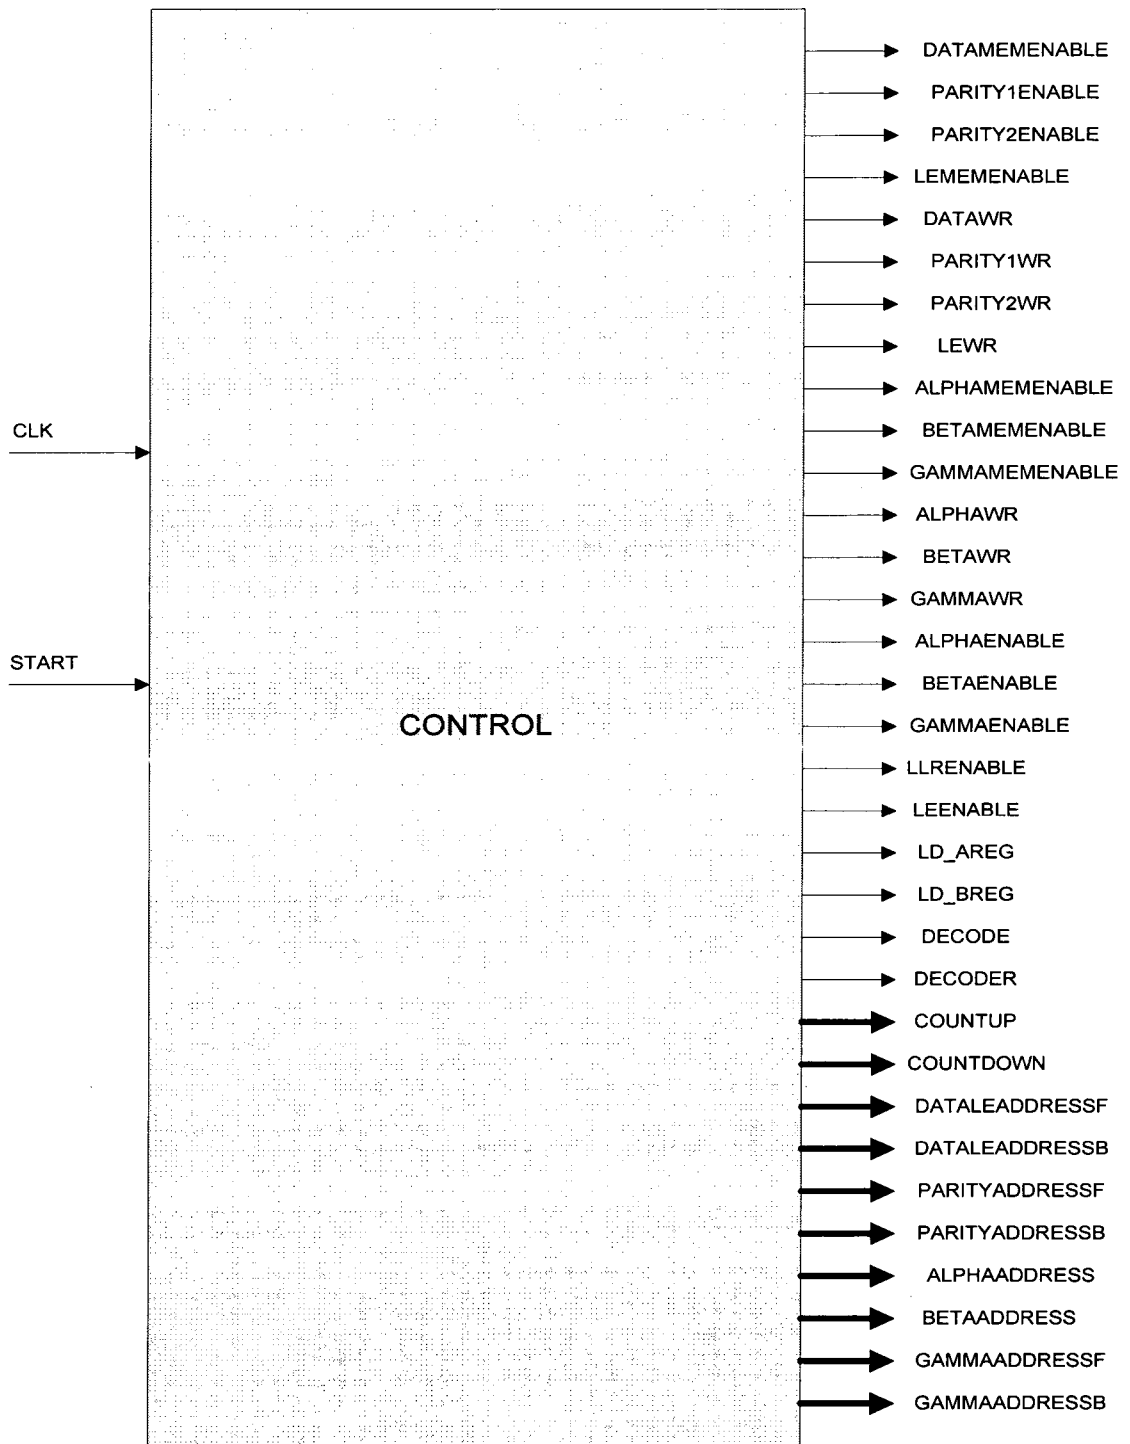 DATAMEMENABLE
PARITY1ENABLE
PARITY2ENABLE
LEMEMENABLE
DATAWR
PARITY1WR
PARITY2WR
LEWR
ALPHAMEMENABLE
CLK
BETAMEMENABLE
GAMMAMEMENABLE
ALPHAWR
BETAWR
GAMMAWR
ALPHAENABLE
START
BETAENABLE
CONTROL
GAMMAENABLE
LLRENABLE
LEENABLE
LD_AREG
LD_BREG
DECODE
DECODER
COUNTUP
COUNTDOWN
DATALEADDRESSF
DATALEADDRESSB
PARITYADDRESSF
PARITYADDRESSB
ALPHAADDRESS
BETAADDRESS
GAMMAADDRESSF
GAMMAADDRESSB